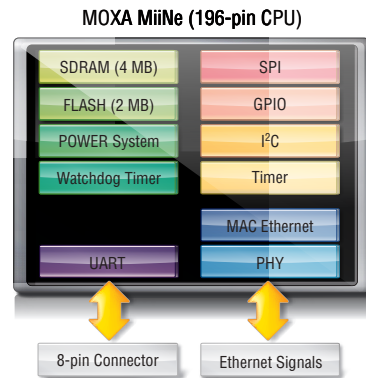 MOXA MiiNe (196-pin CPU)
SDRAM (4 MB)
SPI
FLASH (2 MB)
GPIO
POWER System
I²C
Watchdog Timer
Timer
MAC Ethernet
UART
PHY
8-pin Connector
Ethernet Signals